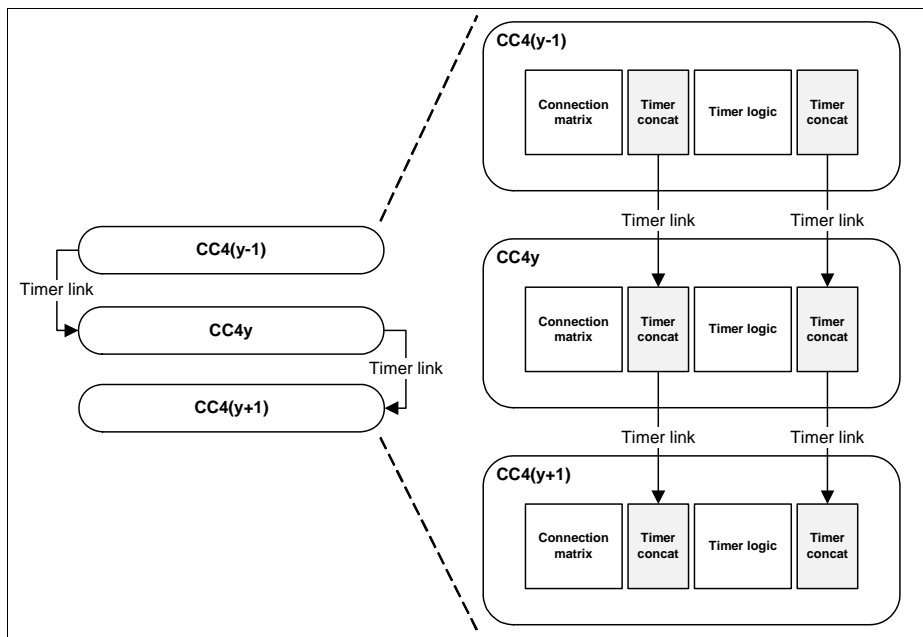 CC4(y-1)
Timer link
CC4y
Timer link
CC4(y+1)
CC4(y-1)
Connection
matrix
Timer
concat
Timer logic
Timer
concat
Timer link
Timer link
CC4y
Connection
matrix
Timer
concat
Timer logic
Timer
concat
Timer link
Timer link
CC4(y+1)
Connection
matrix
Timer
concat
Timer logic
Timer
concat